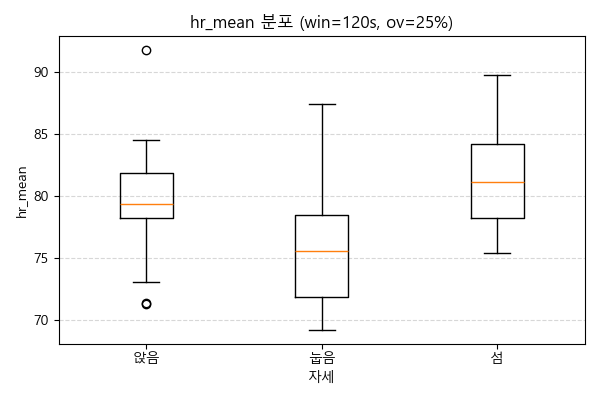 hr_mean 분포 (win=120s, ov=25%)
90
85
80
75
70
hr_mean
앉음
눕음
섬
자세